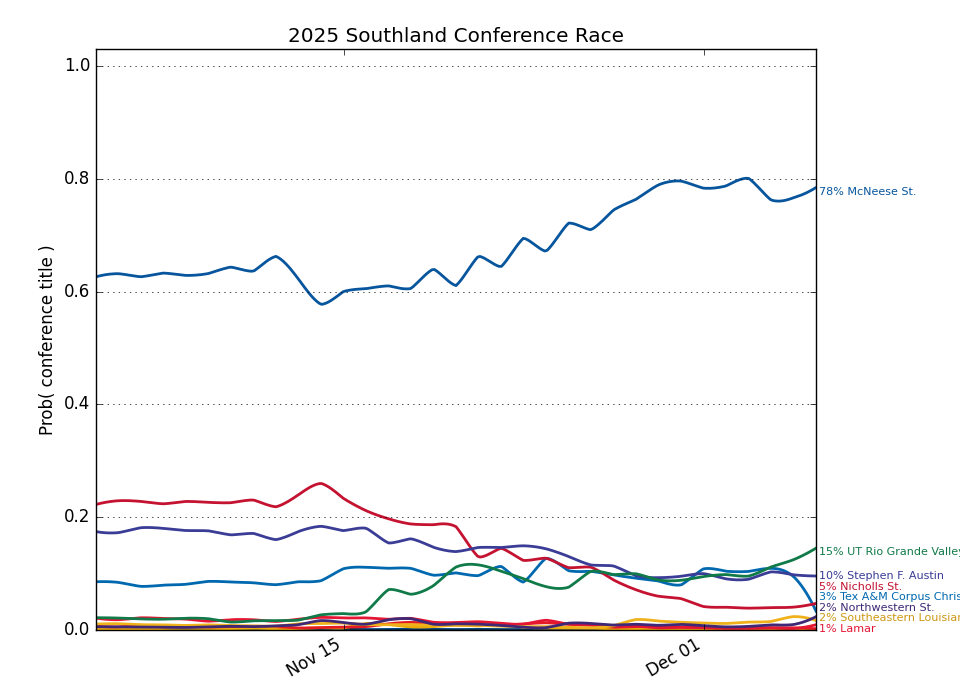 2025 Southland Conference Race
1.0
0.8
0.6
0.4
0.2
0.0
Prob( conference title )
Nov 15
Dec 01
78% McNeese St.
15% UT Rio Grande Valley
10% Stephen F. Austin
5% Nicholls St.
3% Tex A&M Corpus Chris
2% Northwestern St.
2% Southeastern Louisian
1% Lamar